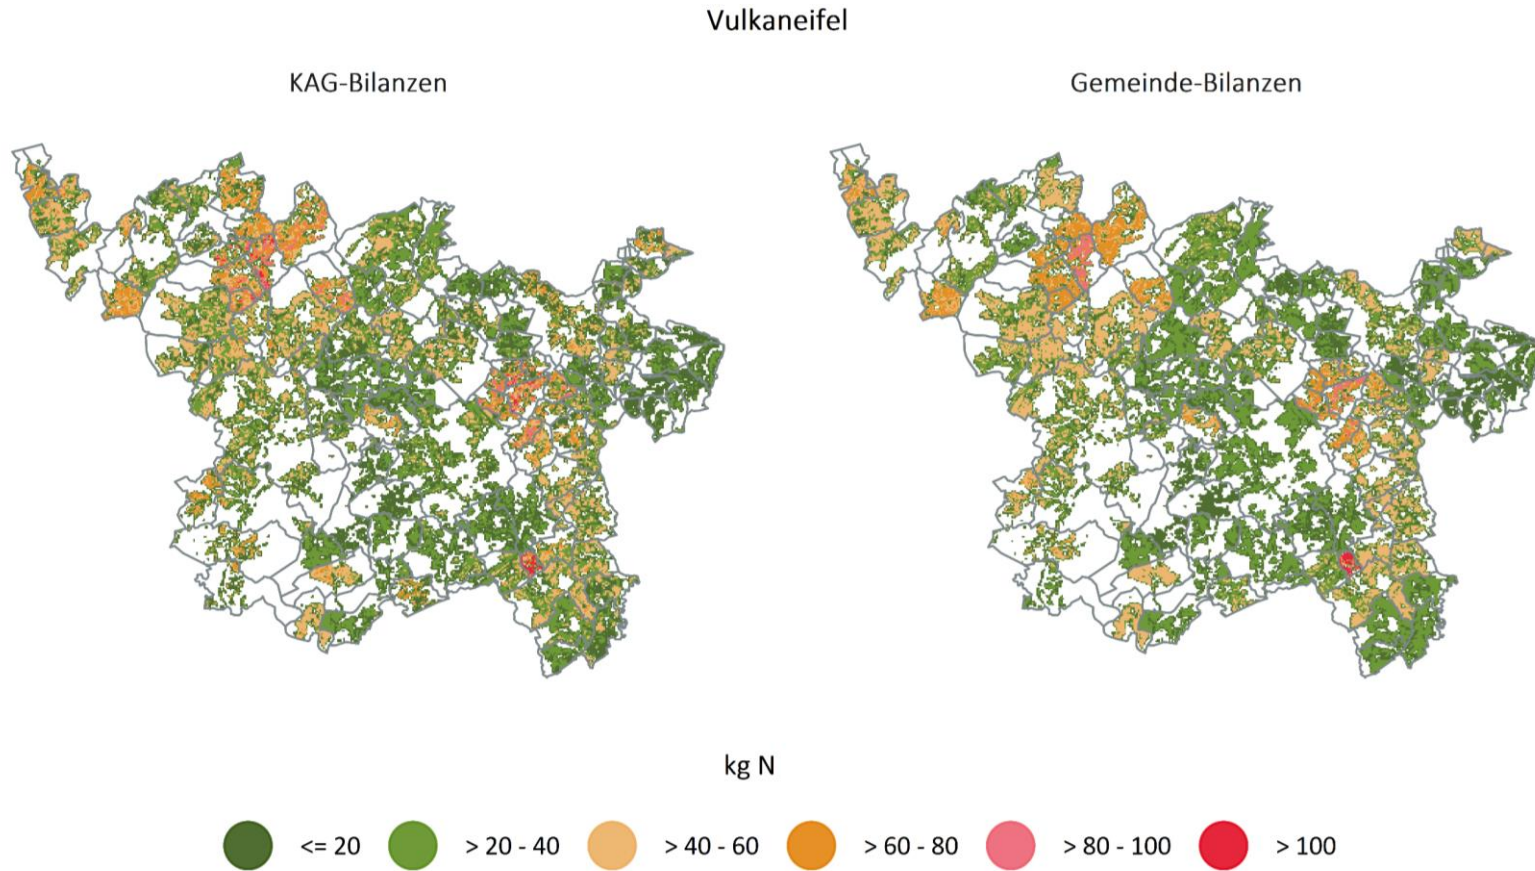 Vulkaneifel
KAG-Bilanzen
Gemeinde-Bilanzen
kg N
<= 20
> 20 - 40
> 40 - 60
> 60 - 80
> 80 - 100
> 100